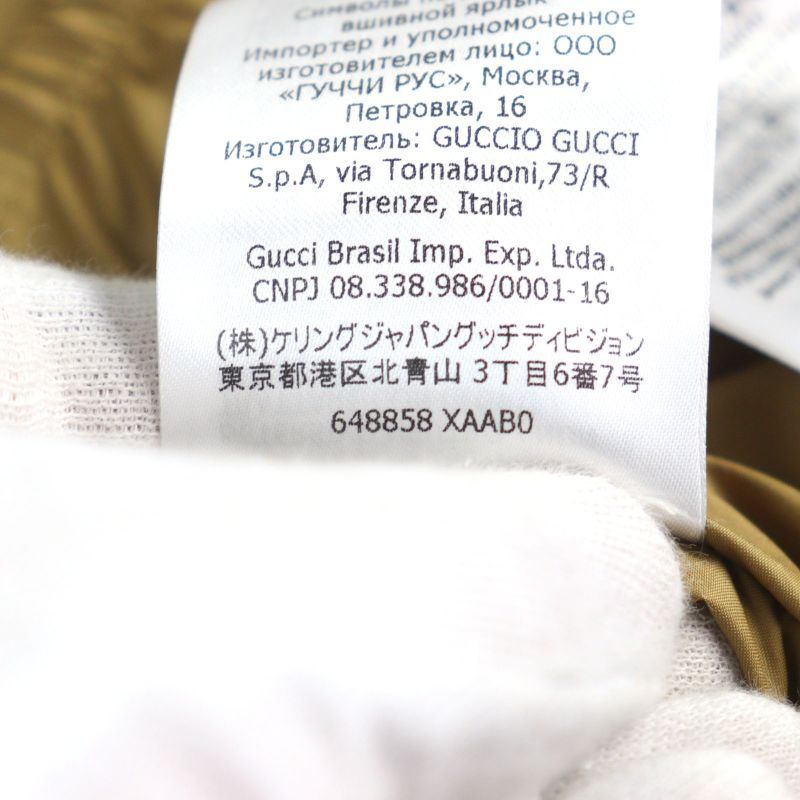 Символы
вшивной ярлык
Импортер и уполномоченное
изготовителем лицо: ООО
«ГУЧЧИ РУС», Москва,
Петровка, 16
Изготовитель: GUCCIO GUCCI
S.p.A, via Tornabuoni,73/R
Firenze, Italia
Gucci Brasil Imp. Exp. Ltda.
CNPJ 08.338.986/0001-16
(株)ケリングジャパングッチディビジョン
東京都港区北青山 3丁目6番7号
648858 XAAB0